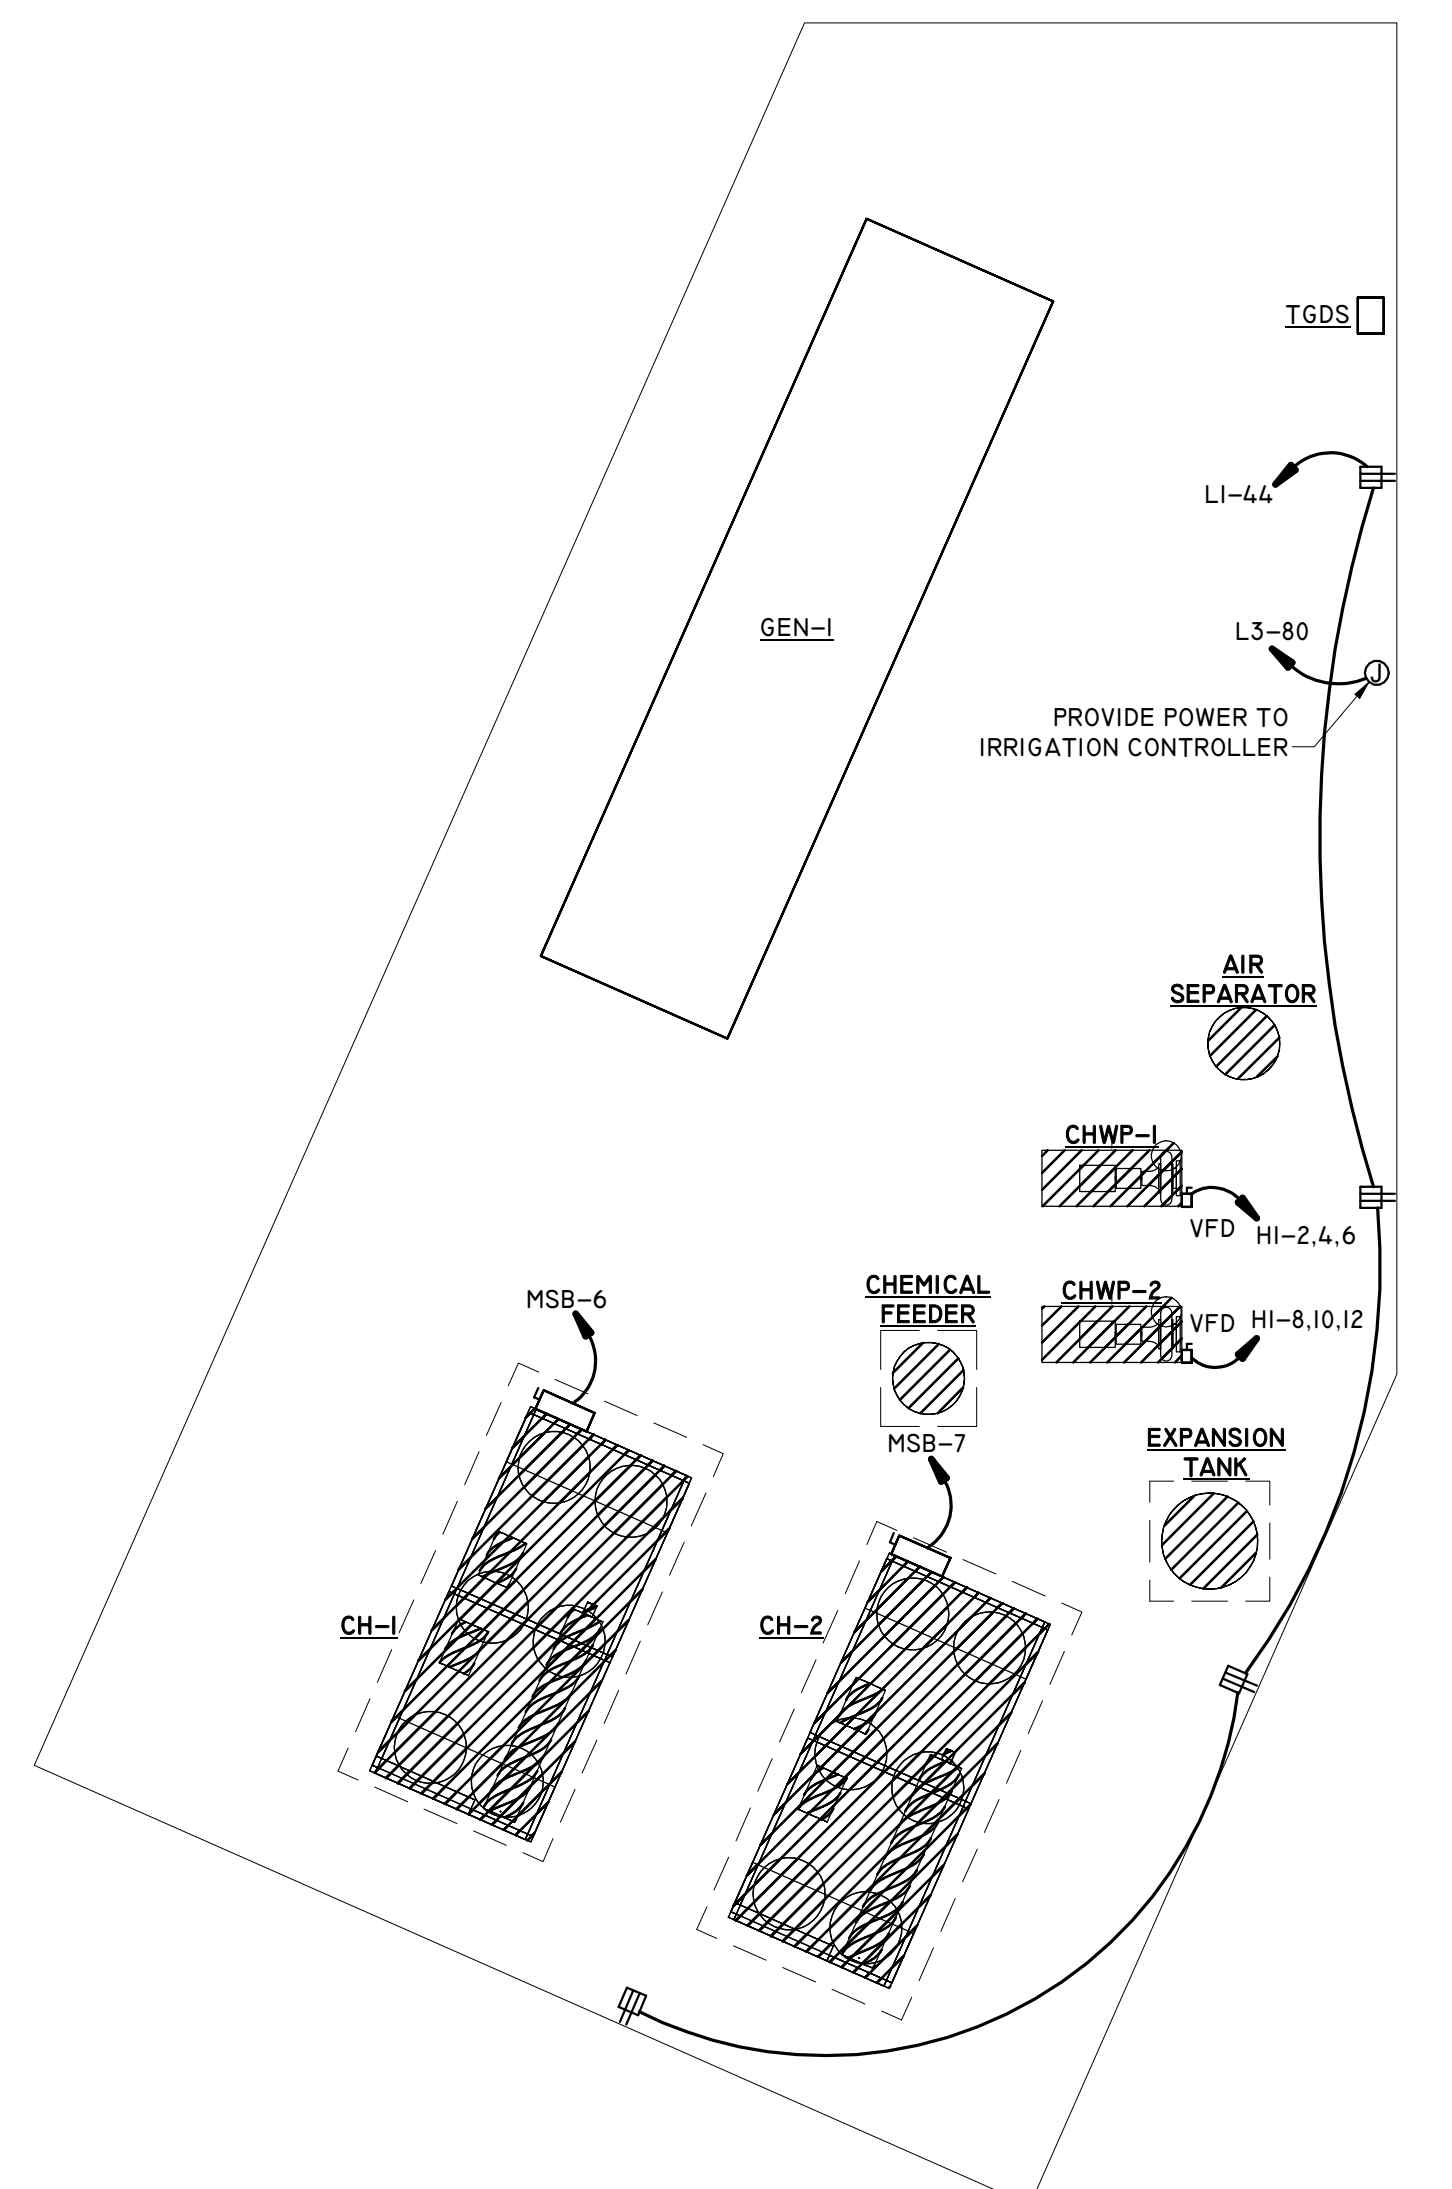 TGDS
L1-44
L3-80
GEN-1
J
PROVIDE POWER TO
IRRIGATION CONTROLLER
AIR
SEPARATOR
CHWP-1
VFD
H1-2,4,6
CHEMICAL
FEEDER
CHWP-2
VFD
H1-8,10,12
MSB-6
MSB-7
EXPANSION
TANK
CH-1
CH-2